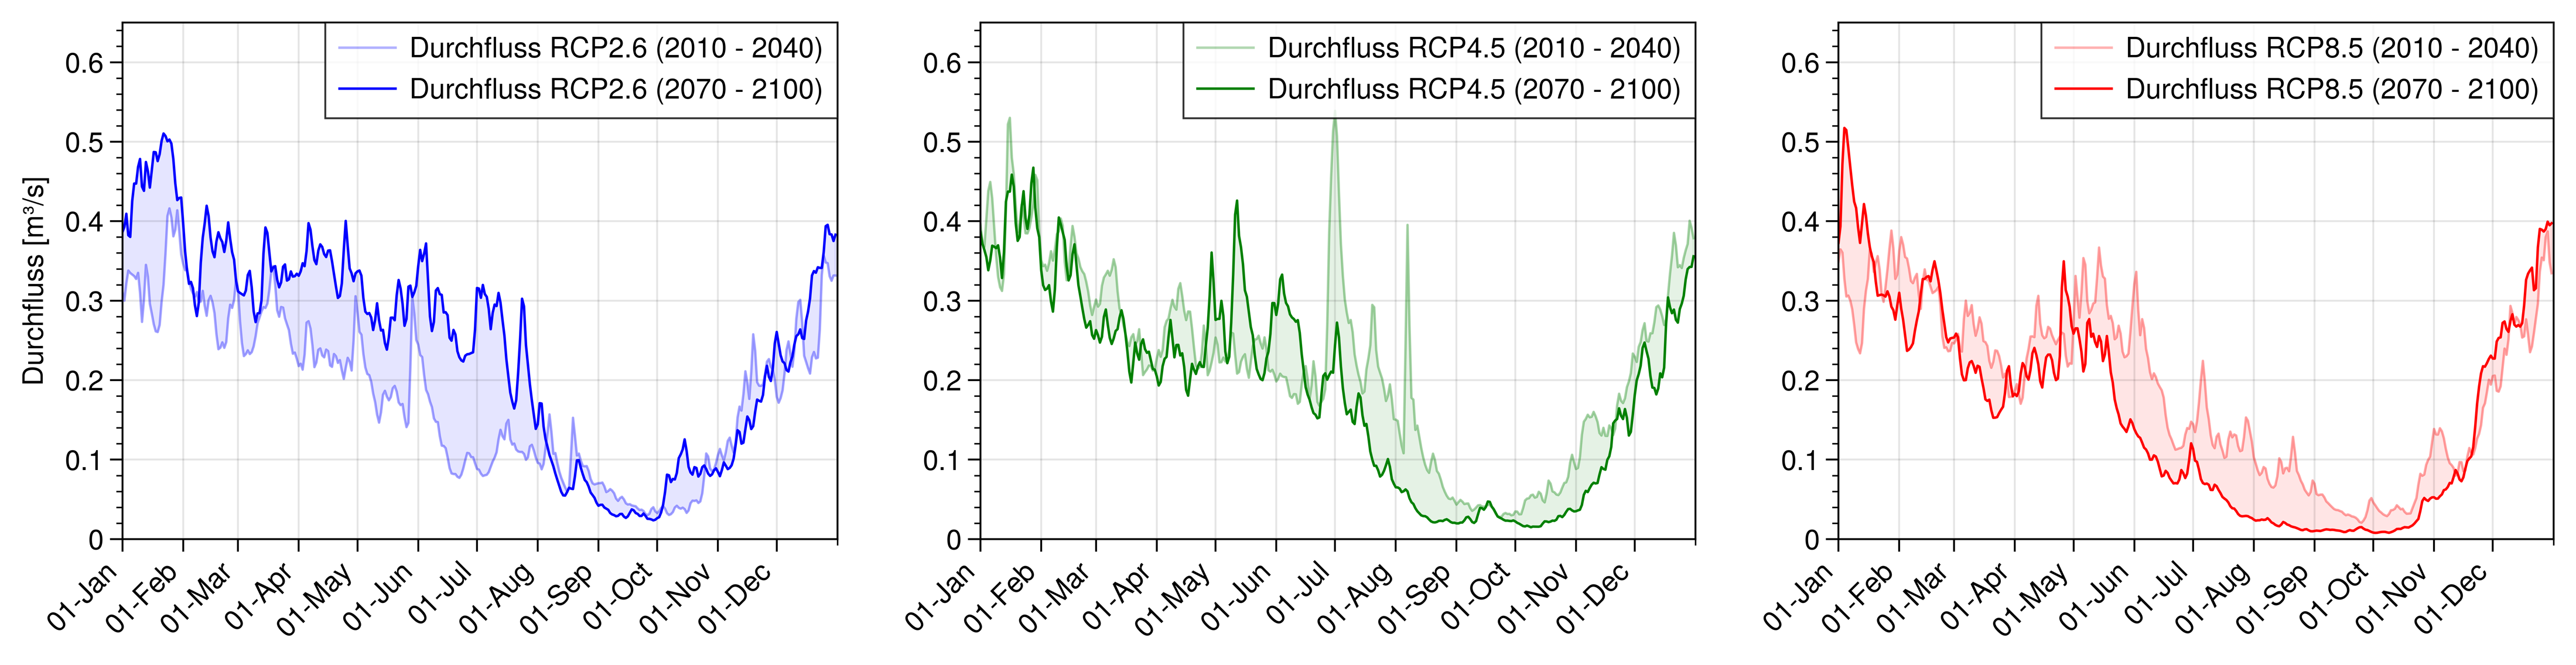 Durchfluss [m³/s]
0.6
0.5
0.4
0.3
0.2
0.1
0
Durchfluss RCP2.6 (2010 - 2040)
Durchfluss RCP2.6 (2070 - 2100)
01-Jan
01-Feb
01-Mar
01-Apr
01-May
01-Jun
01-Jul
01-Aug
01-Sep
01-Oct
01-Nov
01-Dec
0.6
0.5
0.4
0.3
0.2
0.1
0
Durchfluss RCP4.5 (2010 - 2040)
Durchfluss RCP4.5 (2070 - 2100)
01-Jan
01-Feb
01-Mar
01-Apr
01-May
01-Jun
01-Jul
01-Aug
01-Sep
01-Oct
01-Nov
01-Dec
0.6
0.5
0.4
0.3
0.2
0.1
0
Durchfluss RCP8.5 (2010 - 2040)
Durchfluss RCP8.5 (2070 - 2100)
01-Jan
01-Feb
01-Mar
01-Apr
01-May
01-Jun
01-Jul
01-Aug
01-Sep
01-Oct
01-Nov
01-Dec